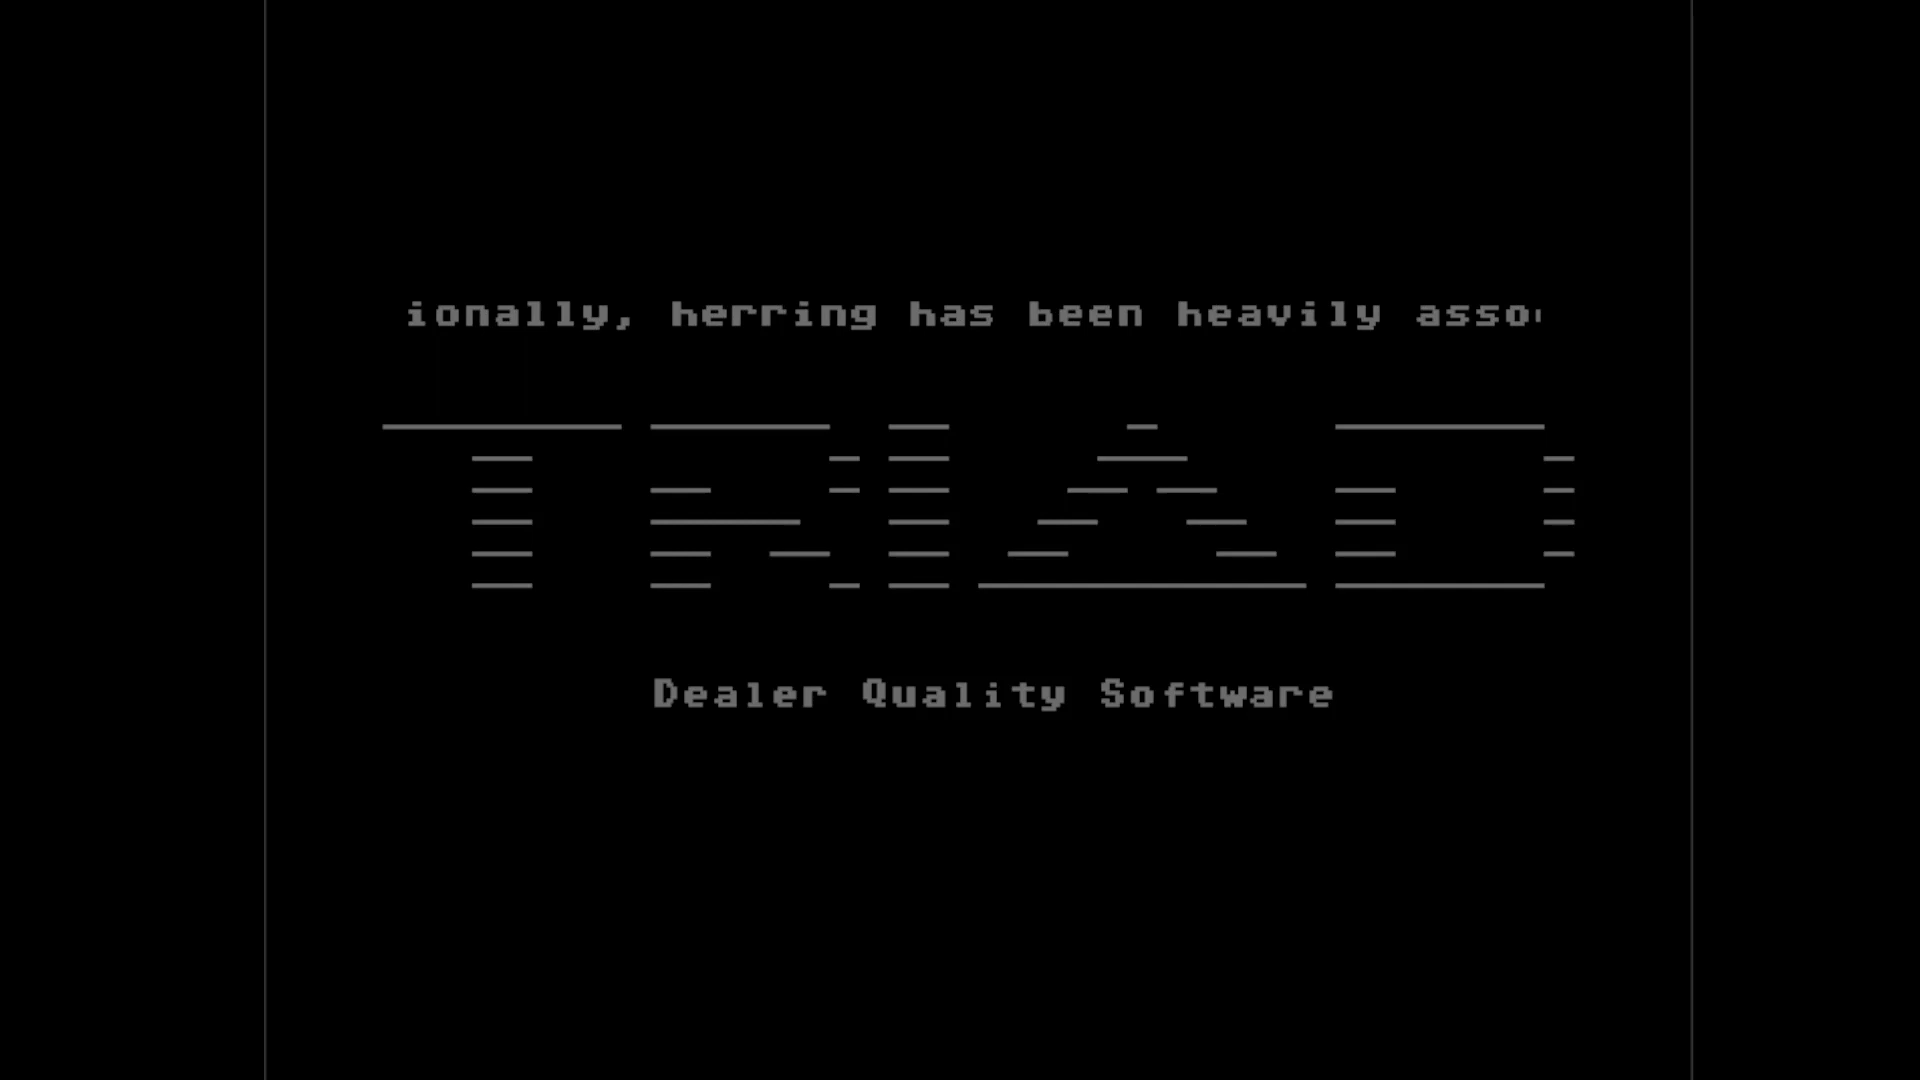 ionally, herring has been heavily asso
TRIAD
Dealer Quality Software